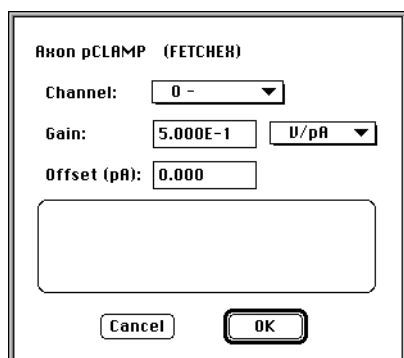 Axon pCLAMP (FETCHEX)
Channel: 0 -
Gain: 5.000E-1 V/pA
Offset (pA): 0.000
Cancel OK